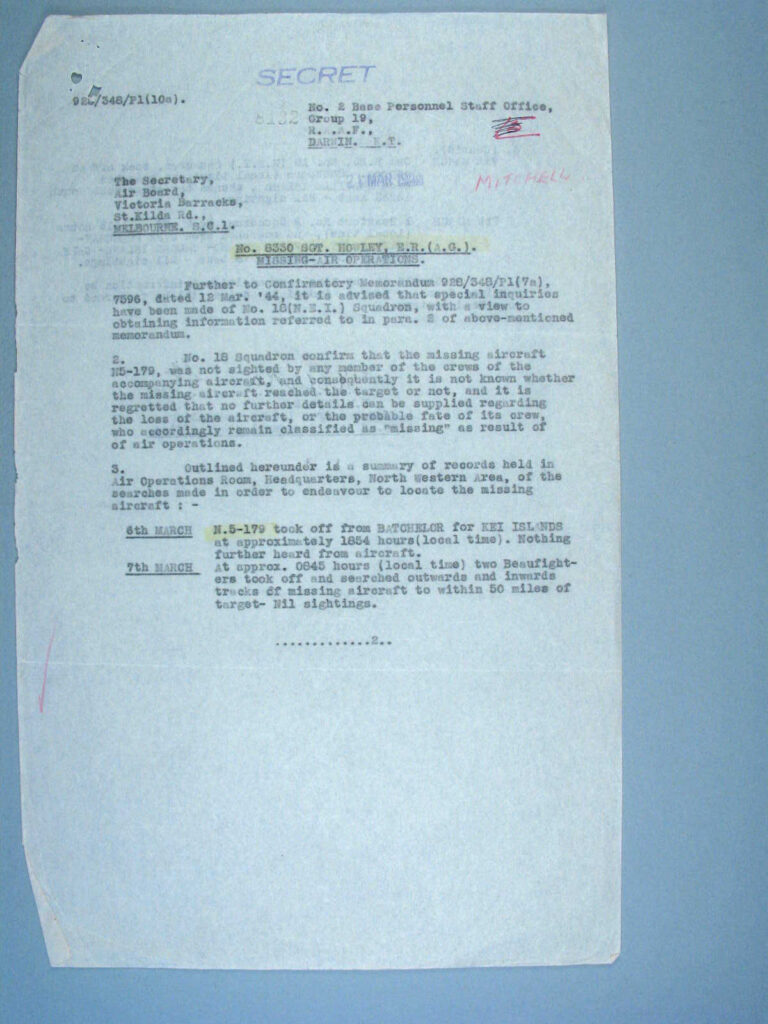 SECRET
928/348/P1(10a).
No. 2 Base Personnel Staff Office,
8132 Group 19,
R.A.A.F.,
DARWIN. N.T.
MAR
MITCHELL
The Secretary,
Air Board,
Victoria Barracks,
St.Kilda Rd.,
MELBOURNE. S.C.1.
No. 8330 SGT. HOWLEY, E.R.(A.G.).
MISSING-AIR OPERATIONS.
Further to Confirmatory Memorandum 928/348/P1(7a),
7596, dated 12 Mar. '44, it is advised that special inquiries
have been made of No. 18(N.E.I.) Squadron, with a view to
obtaining information referred to in para. 2 of above-mentioned
memorandum.
2. No. 18 Squadron confirm that the missing aircraft
N5-179, was not sighted by any member of the crews of the
accompanying aircraft, and consequently it is not known whether
the missing aircraft reached the target or not, and it is
regretted that no further details can be supplied regarding
the loss of the aircraft, or the probable fate of its crew,
who accordingly remain classified as "missing" as result of
of air operations.
3. Outlined hereunder is a summary of records held in
Air Operations Room, Headquarters, North Western Area, of the
searches made in order to endeavour to locate the missing
aircraft : -
6th MARCH N.5-179 took off from BATCHELOR for KEI ISLANDS
at approximately 1854 hours(local time). Nothing
further heard from aircraft.
7th MARCH At approx. 0845 hours (local time) two Beaufight-
ers took off and searched outwards and inwards
tracks of missing aircraft to within 50 miles of
target- Nil sightings.
.............2..